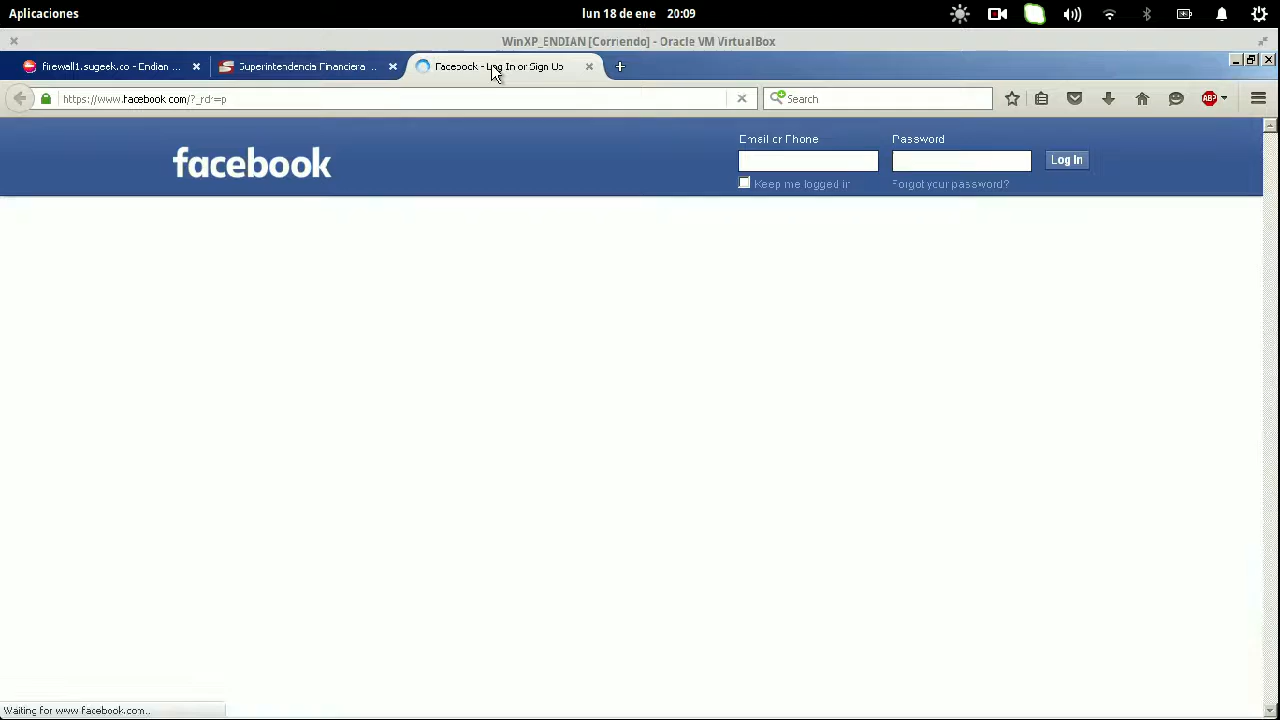 Aplicaciones
lun 18 de ene 20:09
WinXP_ENDIAN [Corriendo] - Oracle VM VirtualBox
firewall1.sugeek.co - Endian ...
Superintendencia Financiera ...
Facebook - Log In or Sign Up
https://www.facebook.com/?_rdr=p
Search
ABP
facebook
Email or Phone
Password
Log In
Keep me logged in
Forgot your password?
Waiting for www.facebook.com...